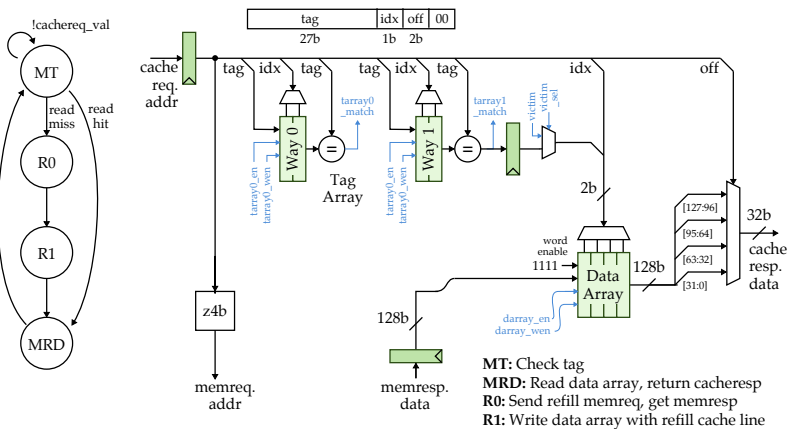 !cachereq_val
MT
read
miss
read
hit
R0
R1
MRD
tag idx off 00
27b 1b 2b
cache
req.
addr
tag idx tag tag idx tag idx off
tarray0
_match
tarray1
_match
victim
victim
_sel
Way 0
=
Way 1
=
tarray0_en
tarray0_wen
tarray0_en
tarray0_wen
Tag
Array
2b
z4b
memreq.
addr
128b
memresp.
data
word
enable
1111
Data
Array
darray_en
darray_wen
128b
[127:96]
[95:64]
[63:32]
[31:0]
32b
cache
resp.
data
MT: Check tag
MRD: Read data array, return cacheresp
R0: Send refill memreq, get memresp
R1: Write data array with refill cache line